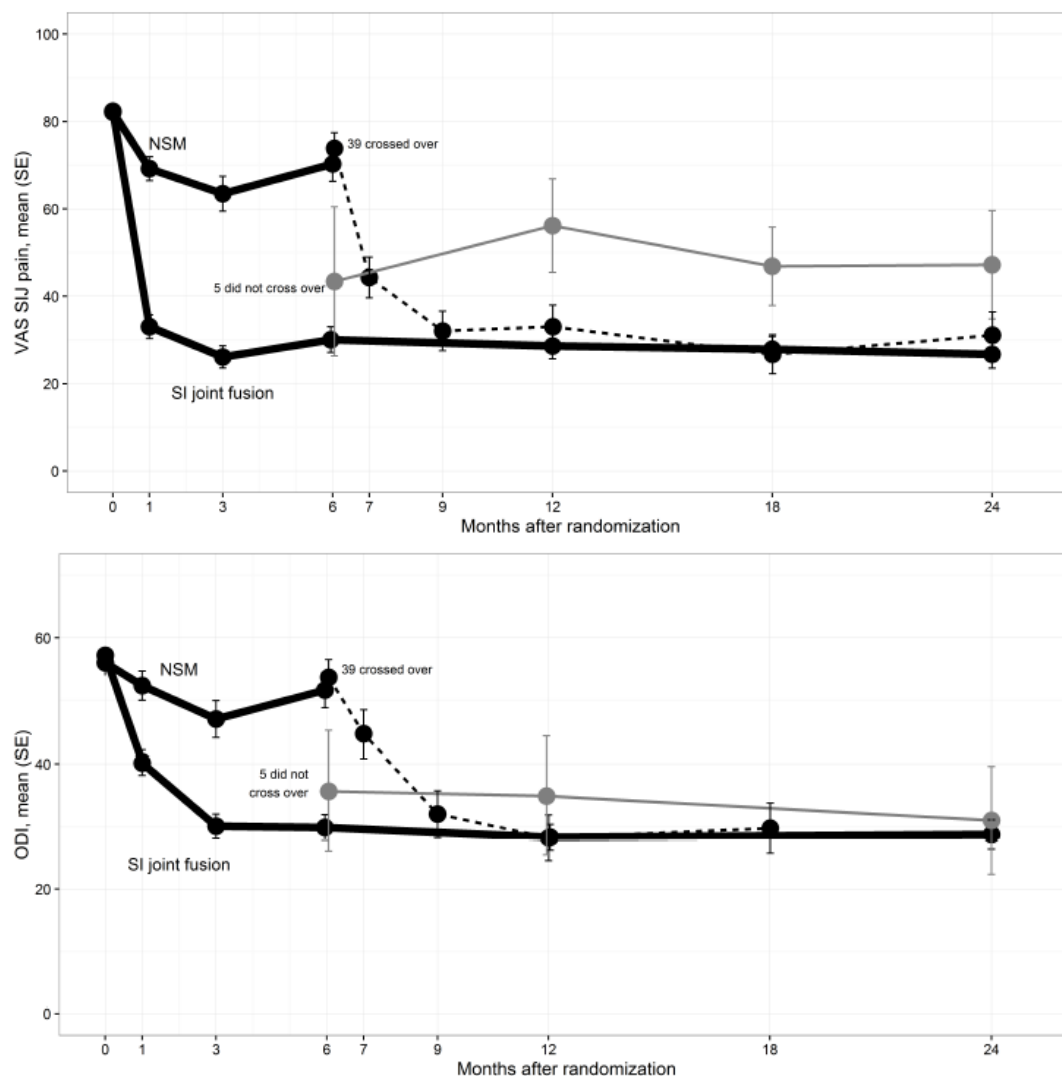 100
80
60
40
20
0
VAS SIJ pain, mean (SE)
NSM
39 crossed over
5 did not cross over
SI joint fusion
0 1 3 6 7 9 12 18 24
Months after randomization
60
40
20
0
ODI, mean (SE)
NSM
39 crossed over
5 did not
cross over
SI joint fusion
0 1 3 6 7 9 12 18 24
Months after randomization